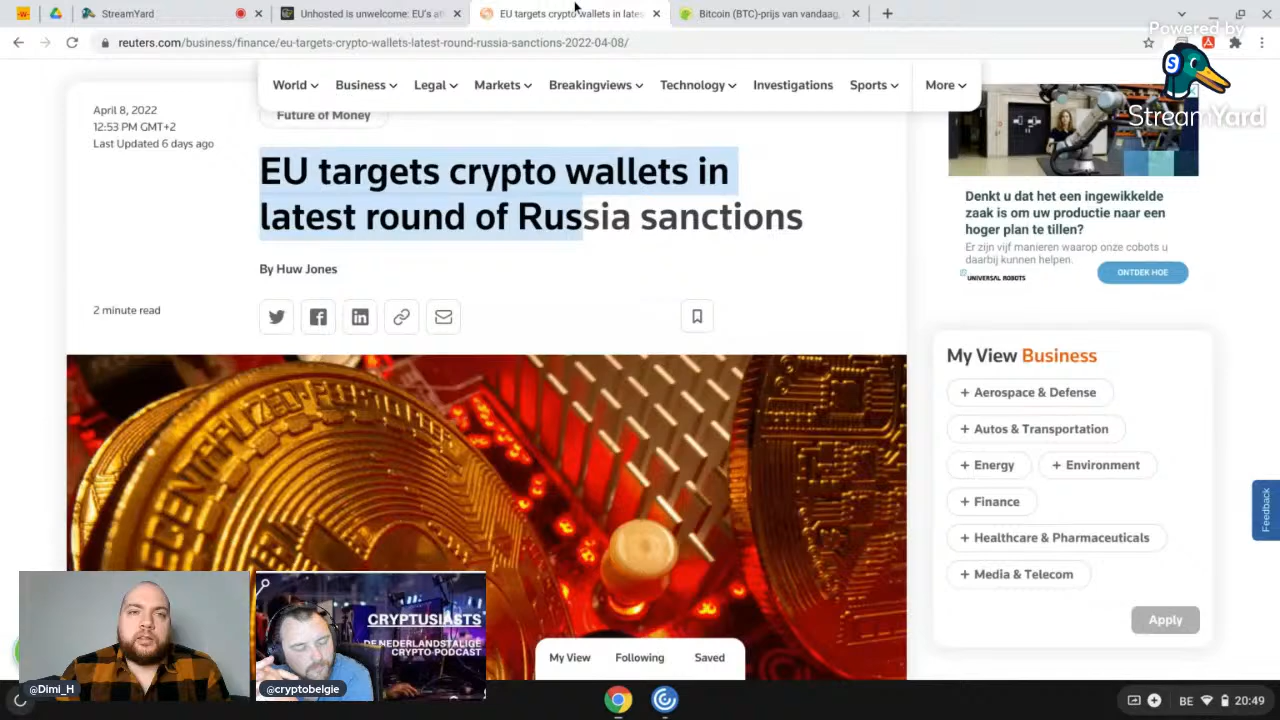 StreamYard
Unhosted is unwelcome: EU's at
EU targets crypto wallets in lates
Bitcoin (BTC)-prijs van vandaag,
reuters.com/business/finance/eu-targets-crypto-wallets-latest-round-russia-sanctions-2022-04-08/
Powered by
StreamYard
World
Business
Legal
Markets
Breakingviews
Technology
Investigations
Sports
More
April 8, 2022
12:53 PM GMT+2
Last Updated 6 days ago
Future of Money
EU targets crypto wallets in
latest round of Russia sanctions
By Huw Jones
2 minute read
Denkt u dat het een ingewikkelde
zaak is om uw productie naar een
hoger plan te tillen?
Er zijn vijf manieren waarop onze cobots u
daarbij kunnen helpen.
UNIVERSAL ROBOTS
ONTDEK HOE
My View Business
+ Aerospace & Defense
+ Autos & Transportation
+ Energy
+ Environment
+ Finance
+ Healthcare & Pharmaceuticals
+ Media & Telecom
Apply
Feedback
My View
Following
Saved
CRYPTUSIASTS
DE NEDERLANDSTALIGE
CRYPTO-PODCAST
@Dimi_H
@cryptobelgie
BE
20:49